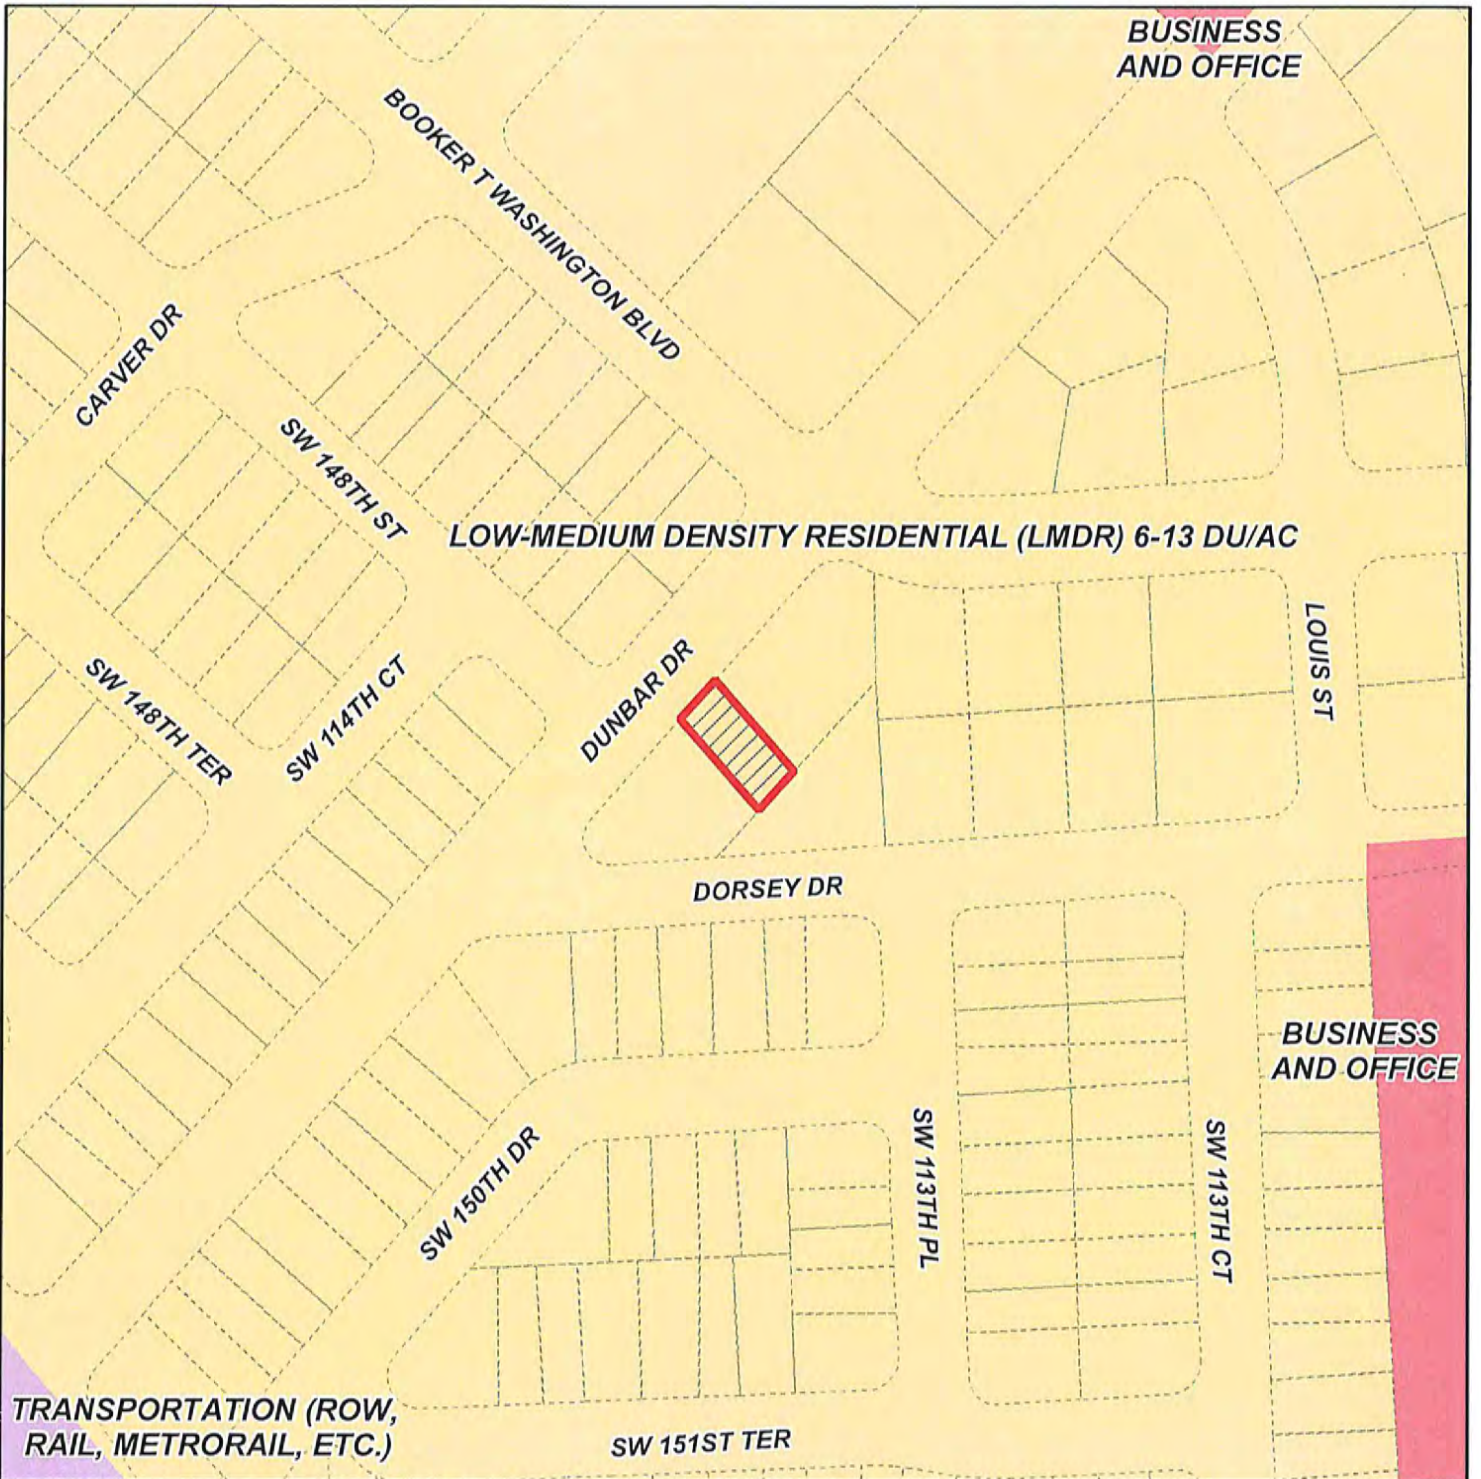 BUSINESS
AND OFFICE
BOOKER T WASHINGTON BLVD
CARVER DR
SW 148TH ST
LOW-MEDIUM DENSITY RESIDENTIAL (LMDR) 6-13 DU/AC
LOUIS ST
DUNBAR DR
SW 148TH TER
SW 114TH CT
DORSEY DR
BUSINESS
AND OFFICE
SW 150TH DR
SW 113TH PL
SW 113TH CT
TRANSPORTATION (ROW,
RAIL, METRORAIL, ETC.)
SW 151ST TER